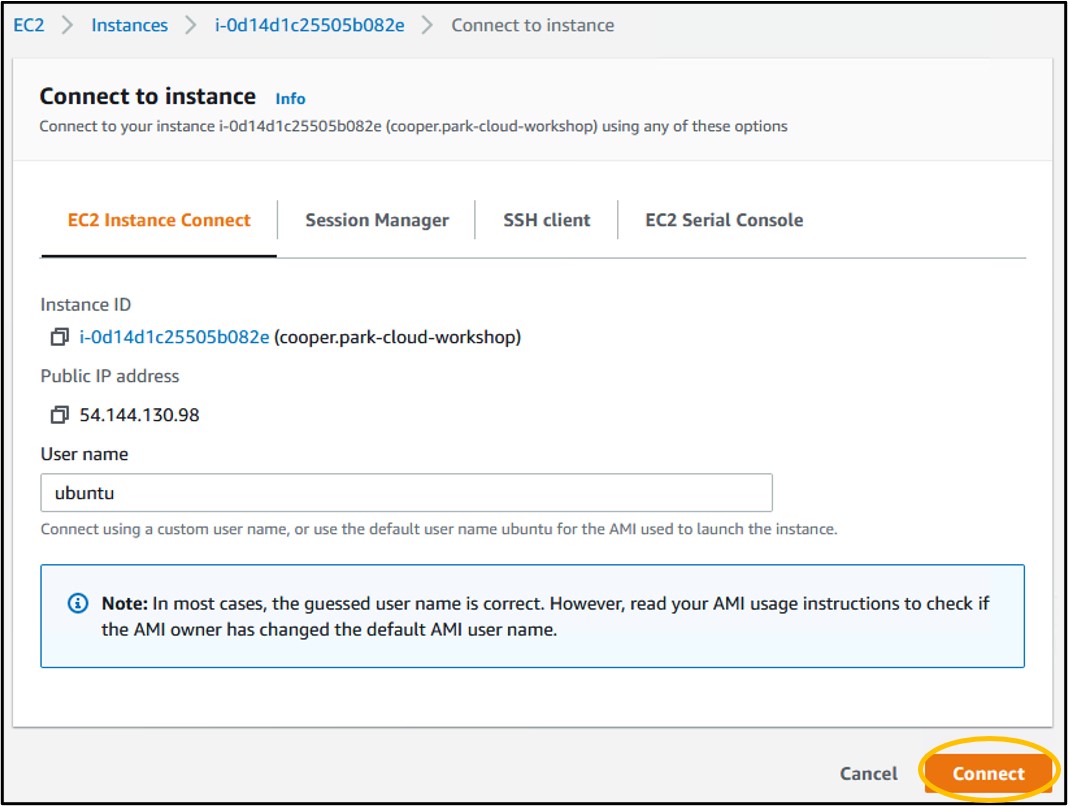 EC2 > Instances > i-0d14d1c25505b082e > Connect to instance
Connect to instance Info
Connect to your instance i-0d14d1c25505b082e (cooper.park-cloud-workshop) using any of these options
EC2 Instance Connect Session Manager SSH client EC2 Serial Console
Instance ID
i-0d14d1c25505b082e (cooper.park-cloud-workshop)
Public IP address
54.144.130.98
User name
ubuntu
Connect using a custom user name, or use the default user name ubuntu for the AMI used to launch the instance.
Note: In most cases, the guessed user name is correct. However, read your AMI usage instructions to check if
the AMI owner has changed the default AMI user name.
Cancel Connect